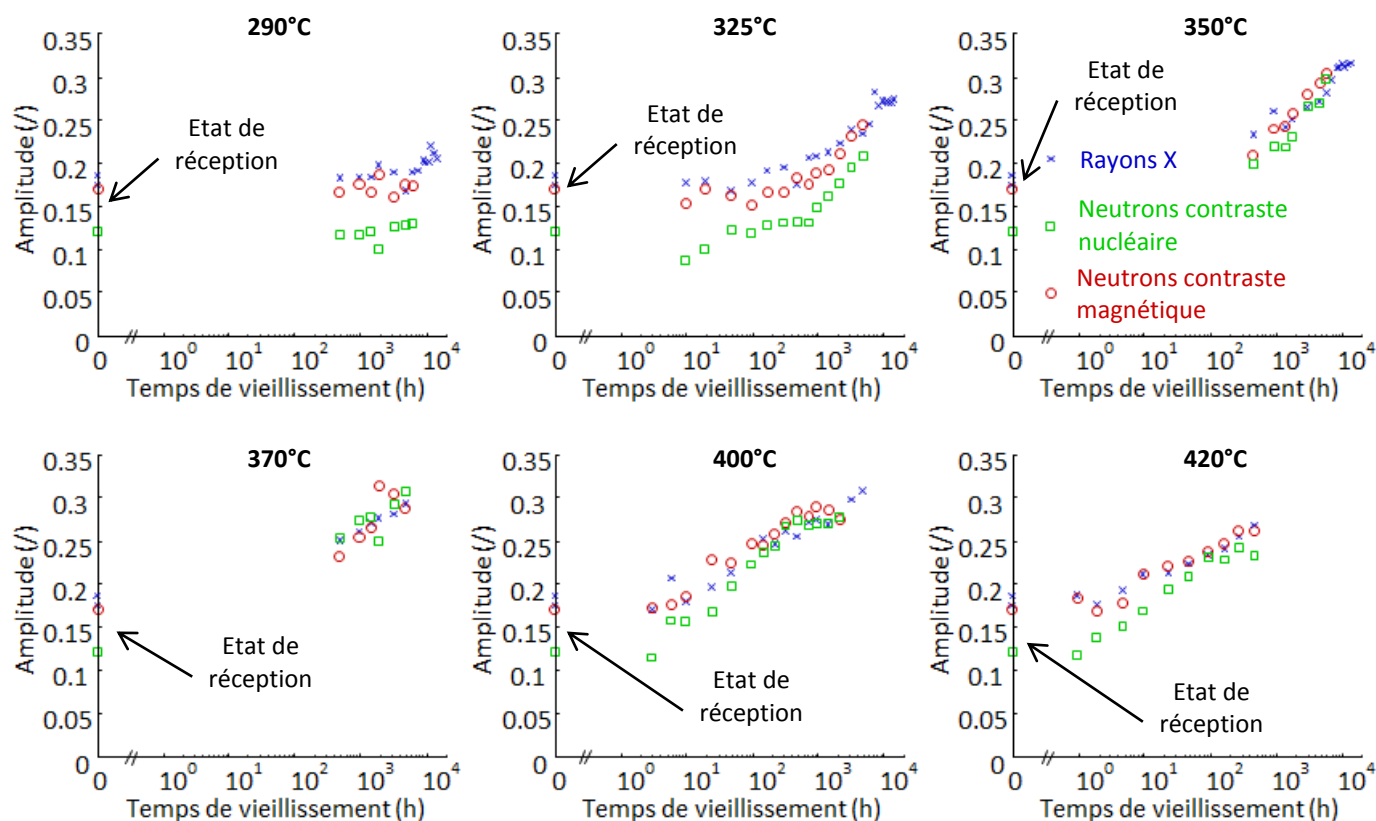 290°C
0.35
0.3
0.25
0.2
0.15
0.1
0.05
0
Amplitude (/)
Etat de
réception
0
10⁰ 10¹ 10² 10³ 10⁴
Temps de vieillissement (h)
325°C
0.35
0.3
0.25
0.2
0.15
0.1
0.05
0
Amplitude (/)
Etat de
réception
0
10⁰ 10¹ 10² 10³ 10⁴
Temps de vieillissement (h)
350°C
0.35
0.3
0.25
0.2
0.15
0.1
0.05
0
Amplitude (/)
Etat de
réception
Rayons X
Neutrons contraste
nucléaire
Neutrons contraste
magnétique
0
10⁰ 10¹ 10² 10³ 10⁴
Temps de vieillissement (h)
370°C
0.35
0.3
0.25
0.2
0.15
0.1
0.05
0
Amplitude (/)
Etat de
réception
0
10⁰ 10¹ 10² 10³ 10⁴
Temps de vieillissement (h)
400°C
0.35
0.3
0.25
0.2
0.15
0.1
0.05
0
Amplitude (/)
Etat de
réception
0
10⁰ 10¹ 10² 10³ 10⁴
Temps de vieillissement (h)
420°C
0.35
0.3
0.25
0.2
0.15
0.1
0.05
0
Amplitude (/)
Etat de
réception
0
10⁰ 10¹ 10² 10³ 10⁴
Temps de vieillissement (h)